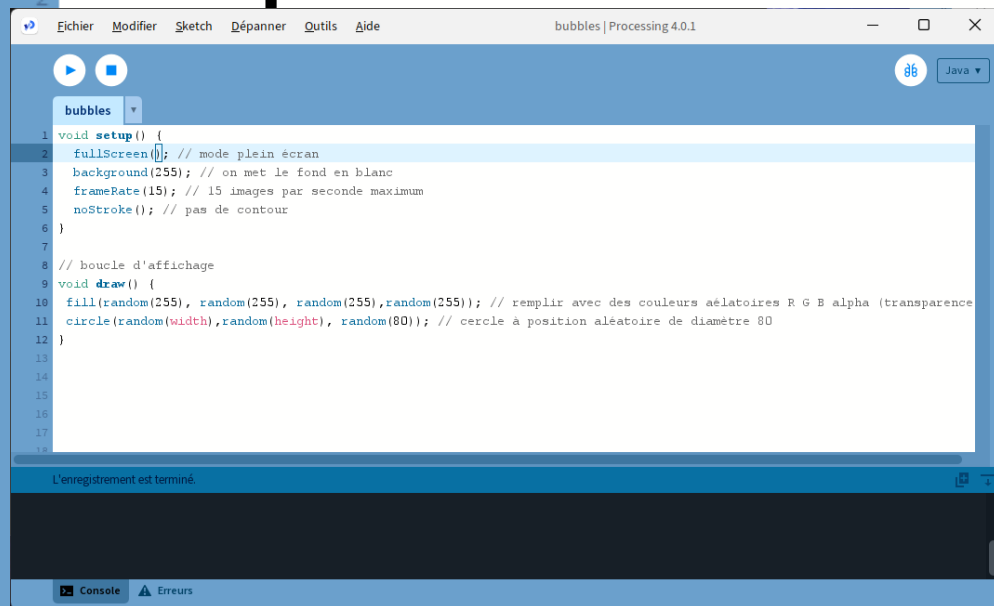 2
Fichier Modifier Sketch Dépanner Outils Aide bubbles | Processing 4.0.1
Java ▾
bubbles ▾
1 void setup() {
2 fullScreen(); // mode plein écran
3 background(255); // on met le fond en blanc
4 frameRate(15); // 15 images par seconde maximum
5 noStroke(); // pas de contour
6 }
7
8 // boucle d'affichage
9 void draw() {
10 fill(random(255), random(255), random(255),random(255)); // remplir avec des couleurs aélatoires R G B alpha (transparence
11 circle(random(width),random(height), random(80)); // cercle à position aléatoire de diamètre 80
12 }
13
14
15
16
17
18
L'enregistrement est terminé.
Console Erreurs